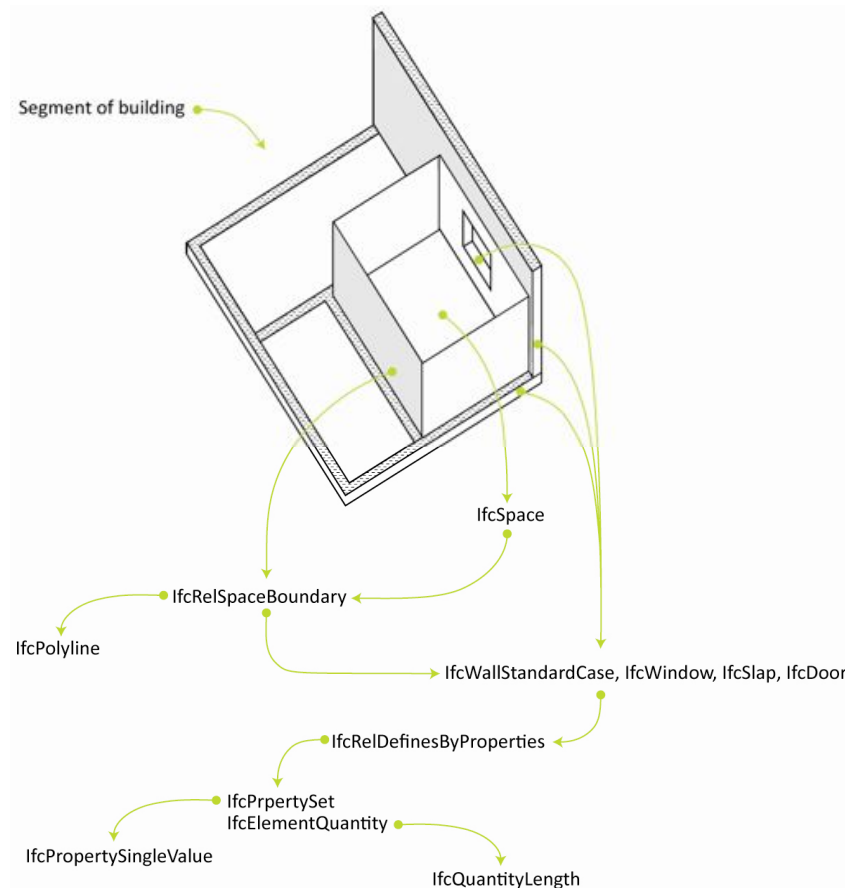 Segment of building
IfcSpace
IfcRelSpaceBoundary
IfcPolyline
IfcWallStandardCase, IfcWindow, IfcSlap, IfcDoor
IfcRelDefinesByProperties
IfcPrpertySet
IfcElementQuantity
IfcPropertySingleValue
IfcQuantityLength